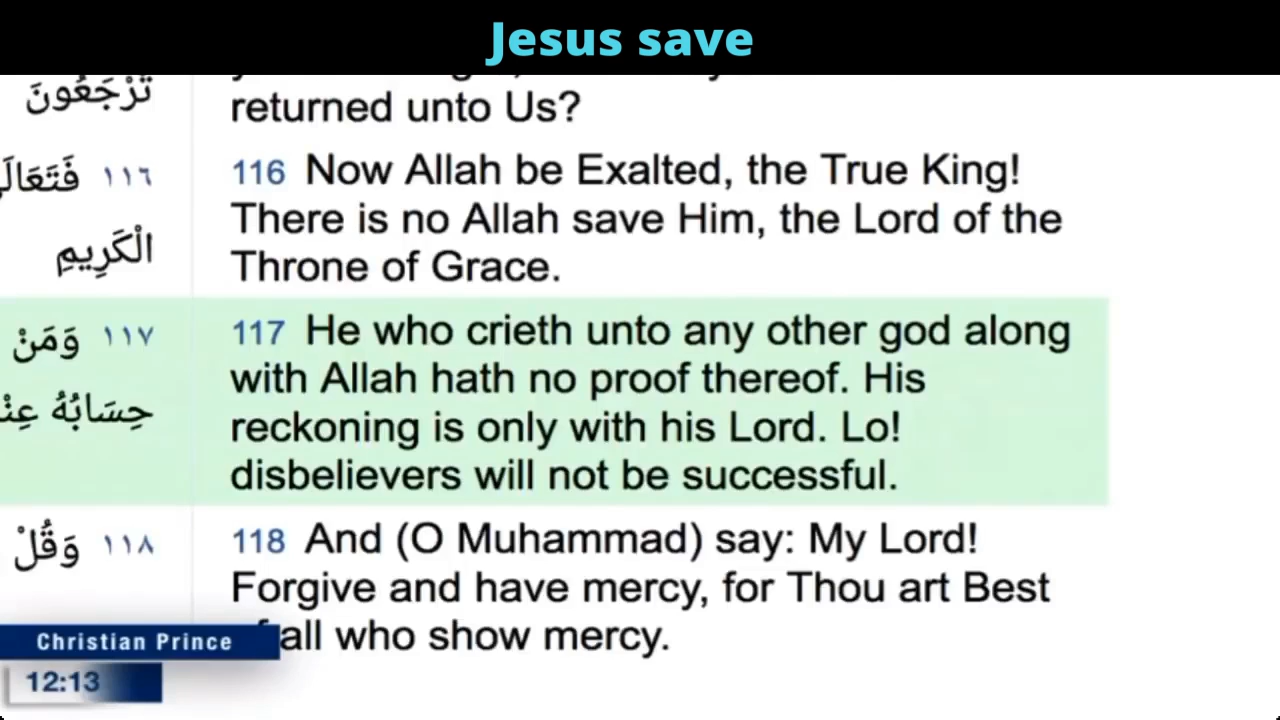 Jesus save
تُرْجَعُونَ
returned unto Us?
١١٦ فَتَعَالَى
116 Now Allah be Exalted, the True King!
There is no Allah save Him, the Lord of the
الْكَرِيمِ
Throne of Grace.
١١٧ وَمَنْ
117 He who crieth unto any other god along
with Allah hath no proof thereof. His
حِسَابُهُ
reckoning is only with his Lord. Lo!
disbelievers will not be successful.
١١٨ وَقُلْ
118 And (O Muhammad) say: My Lord!
Forgive and have mercy, for Thou art Best
all who show mercy.
Christian Prince
12:13